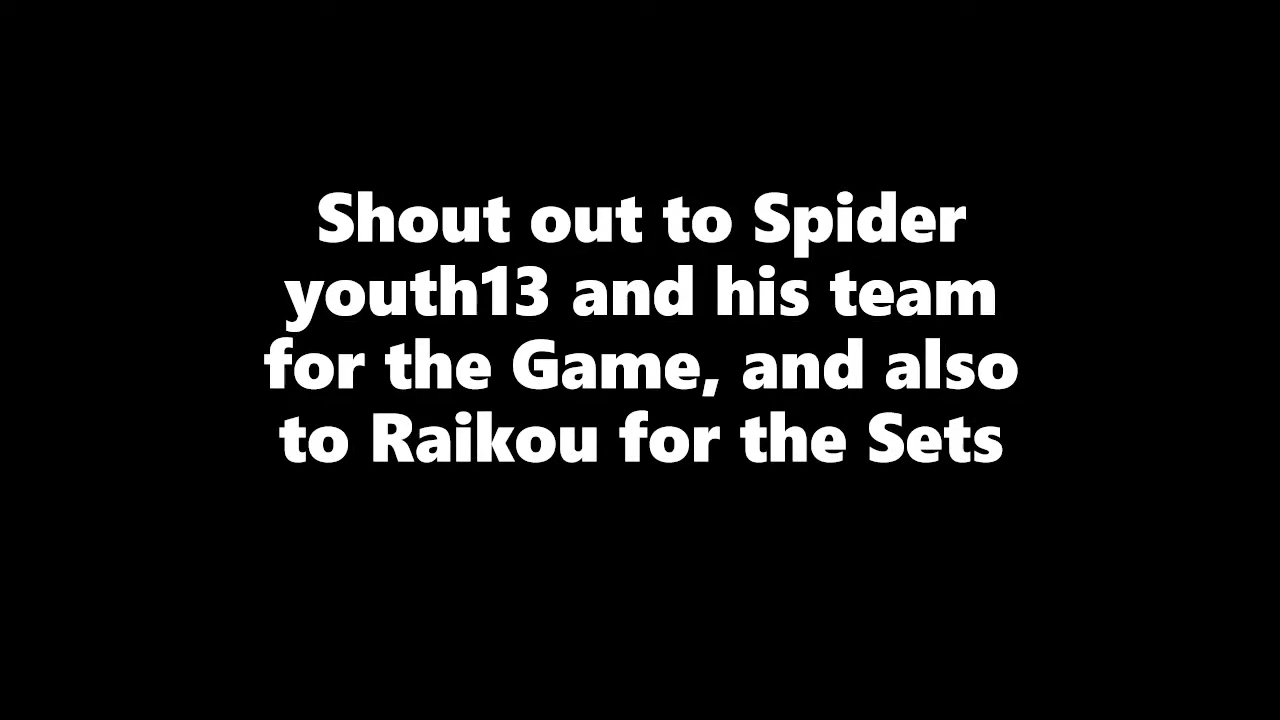 Shout out to Spider
youth13 and his team
for the Game, and also
to Raikou for the Sets